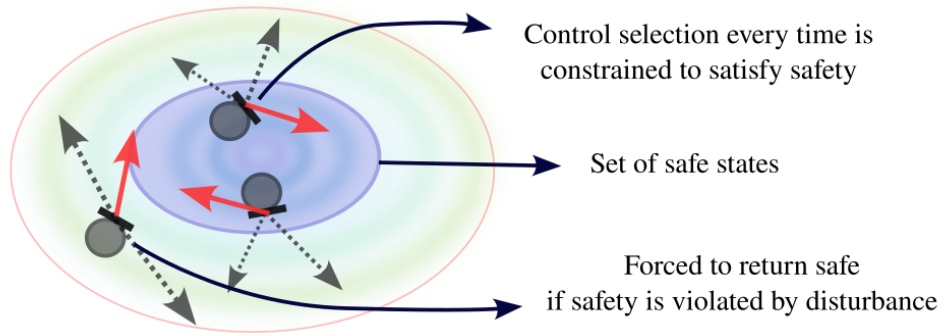 Control selection every time is
constrained to satisfy safety
Set of safe states
Forced to return safe
if safety is violated by disturbance